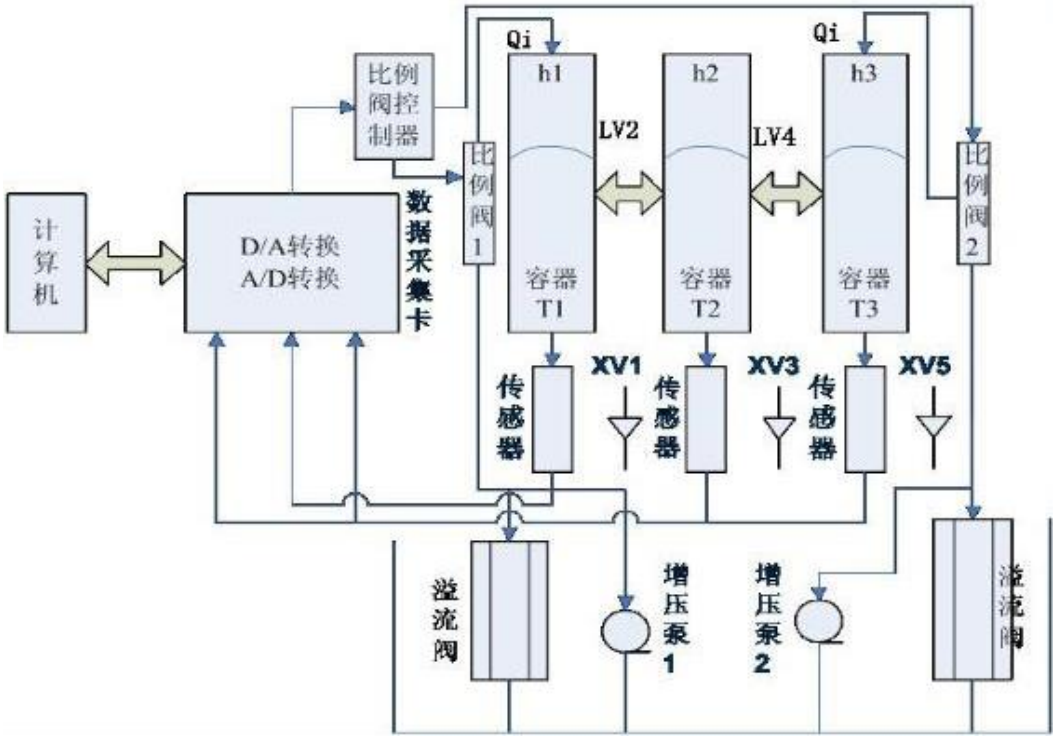 计算机
D/A转换
A/D转换
数据采集卡
比例
阀控
制器
比例阀1
Qi
h1
容器
T1
LV2
h2
容器
T2
LV4
Qi
h3
容器
T3
比例阀2
传感器
XV1
传感器
XV3
传感器
XV5
溢流阀
增压泵1
增压泵2
溢流阀